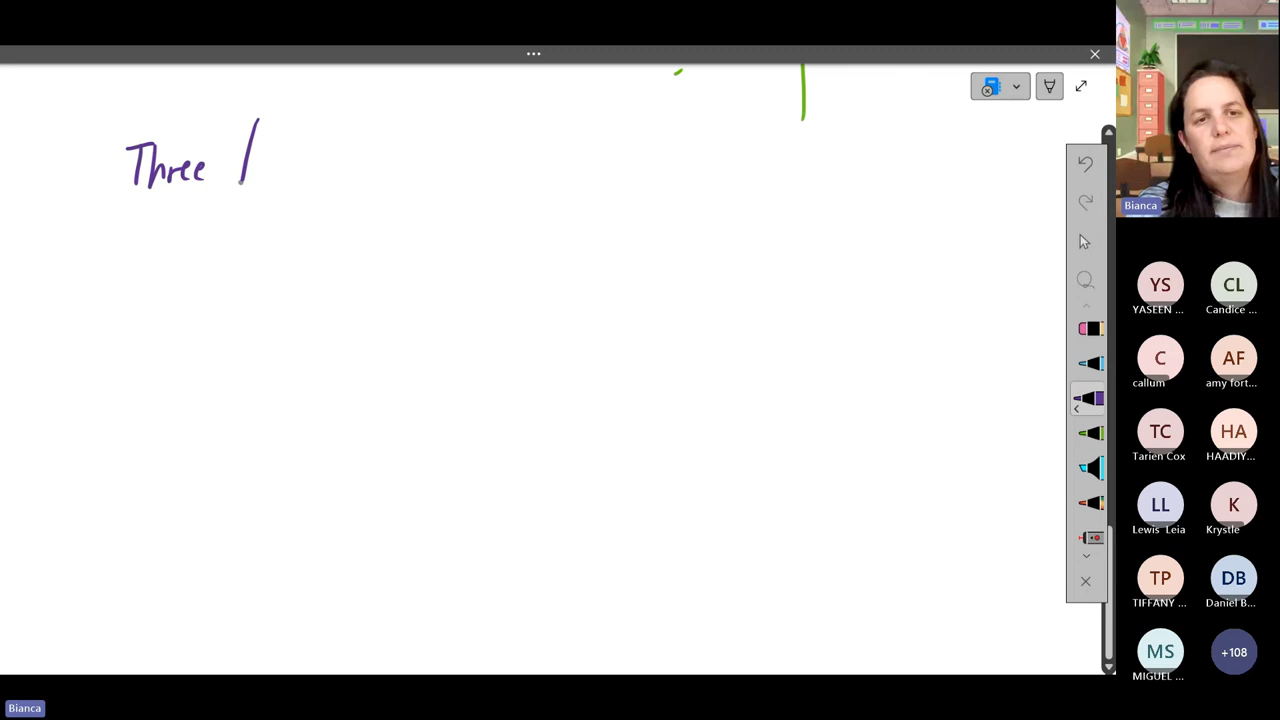 ...
Three
Bianca
YS
CL
YASEEN ...
Candice ...
C
AF
callum
amy fort...
TC
HA
Tarien Cox
HAADIY...
LL
K
Lewis Leia
Krystle
TP
DB
TIFFANY ...
Daniel B...
MS
+108
MIGUEL ...
Bianca